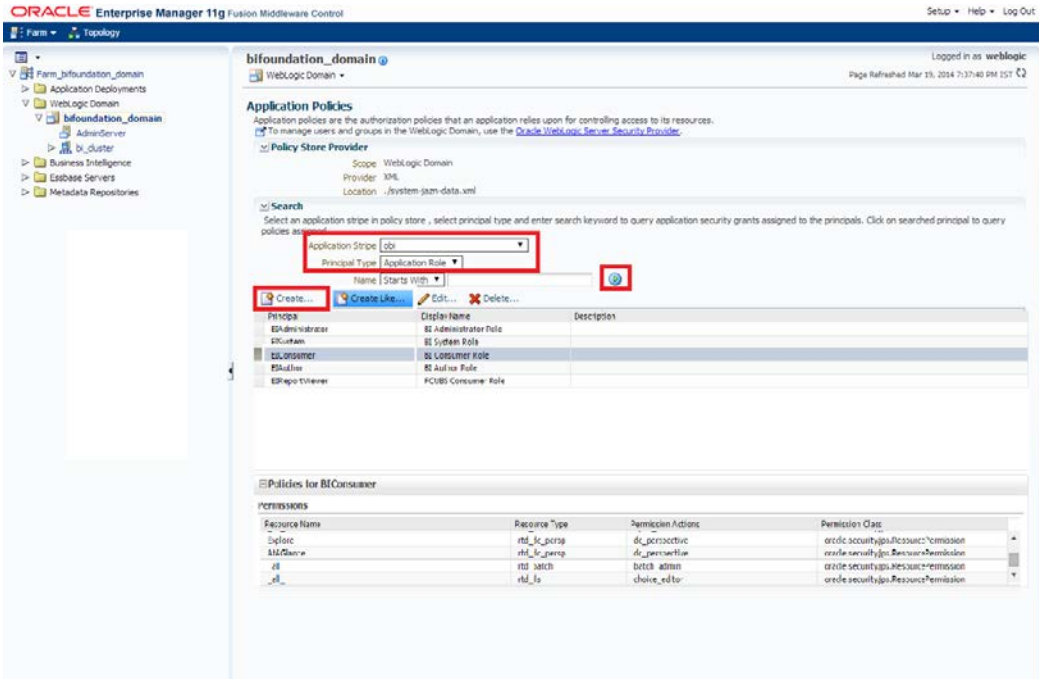 ORACLE Enterprise Manager 11g Fusion Middleware Control
Setup Help Log Out
Farm Topology
Farm_bifoundation_domain
Application Deployments
WebLogic Domain
bifoundation_domain
AdminServer
bi_cluster
Business Intelligence
Essbase Servers
Metadata Repositories
bifoundation_domain
Logged in as weblogic
WebLogic Domain
Page Refreshed Mar 19, 2014 7:37:40 PM IST
Application Policies
Application policies are the authorization policies that an application relies upon for controlling access to its resources.
To manage users and groups in the WebLogic Domain, use the Oracle WebLogic Server Security Provider.
Policy Store Provider
Scope WebLogic Domain
Provider XML
Location ./system-jazn-data.xml
Search
Select an application stripe in policy store , select principal type and enter search keyword to query application security grants assigned to the principals. Click on searched principal to query
policies assigned
Application Stripe obi
Principal Type Application Role
Name Starts With
Create... Create Like... Edit... Delete...
Principal Display Name Description
BIAdministrator BI Administrator Role
BISystem BI System Role
BIConsumer BI Consumer Role
BIAuthor BI Author Role
BIReportViewer FCUBS Consumer Role
Policies for BIConsumer
Permissions
Resource Name Resource Type Permission Actions Permission Class
Explore rtd_dc_persp dc_perspective oracle.security.jps.ResourcePermission
AtAGlance rtd_dc_persp dc_perspective oracle.security.jps.ResourcePermission
rtd_batch batch_admin oracle.security.jps.ResourcePermission
_all_ rtd_ils choice_editor oracle.security.jps.ResourcePermission